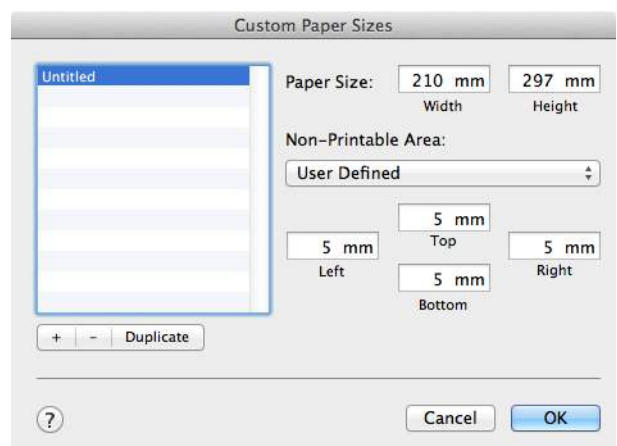 Custom Paper Sizes
Untitled
Paper Size:
210 mm
297 mm
Width
Height
Non-Printable Area:
User Defined
5 mm
Top
5 mm
5 mm
Left
Right
5 mm
Bottom
+ - Duplicate
?
Cancel
OK